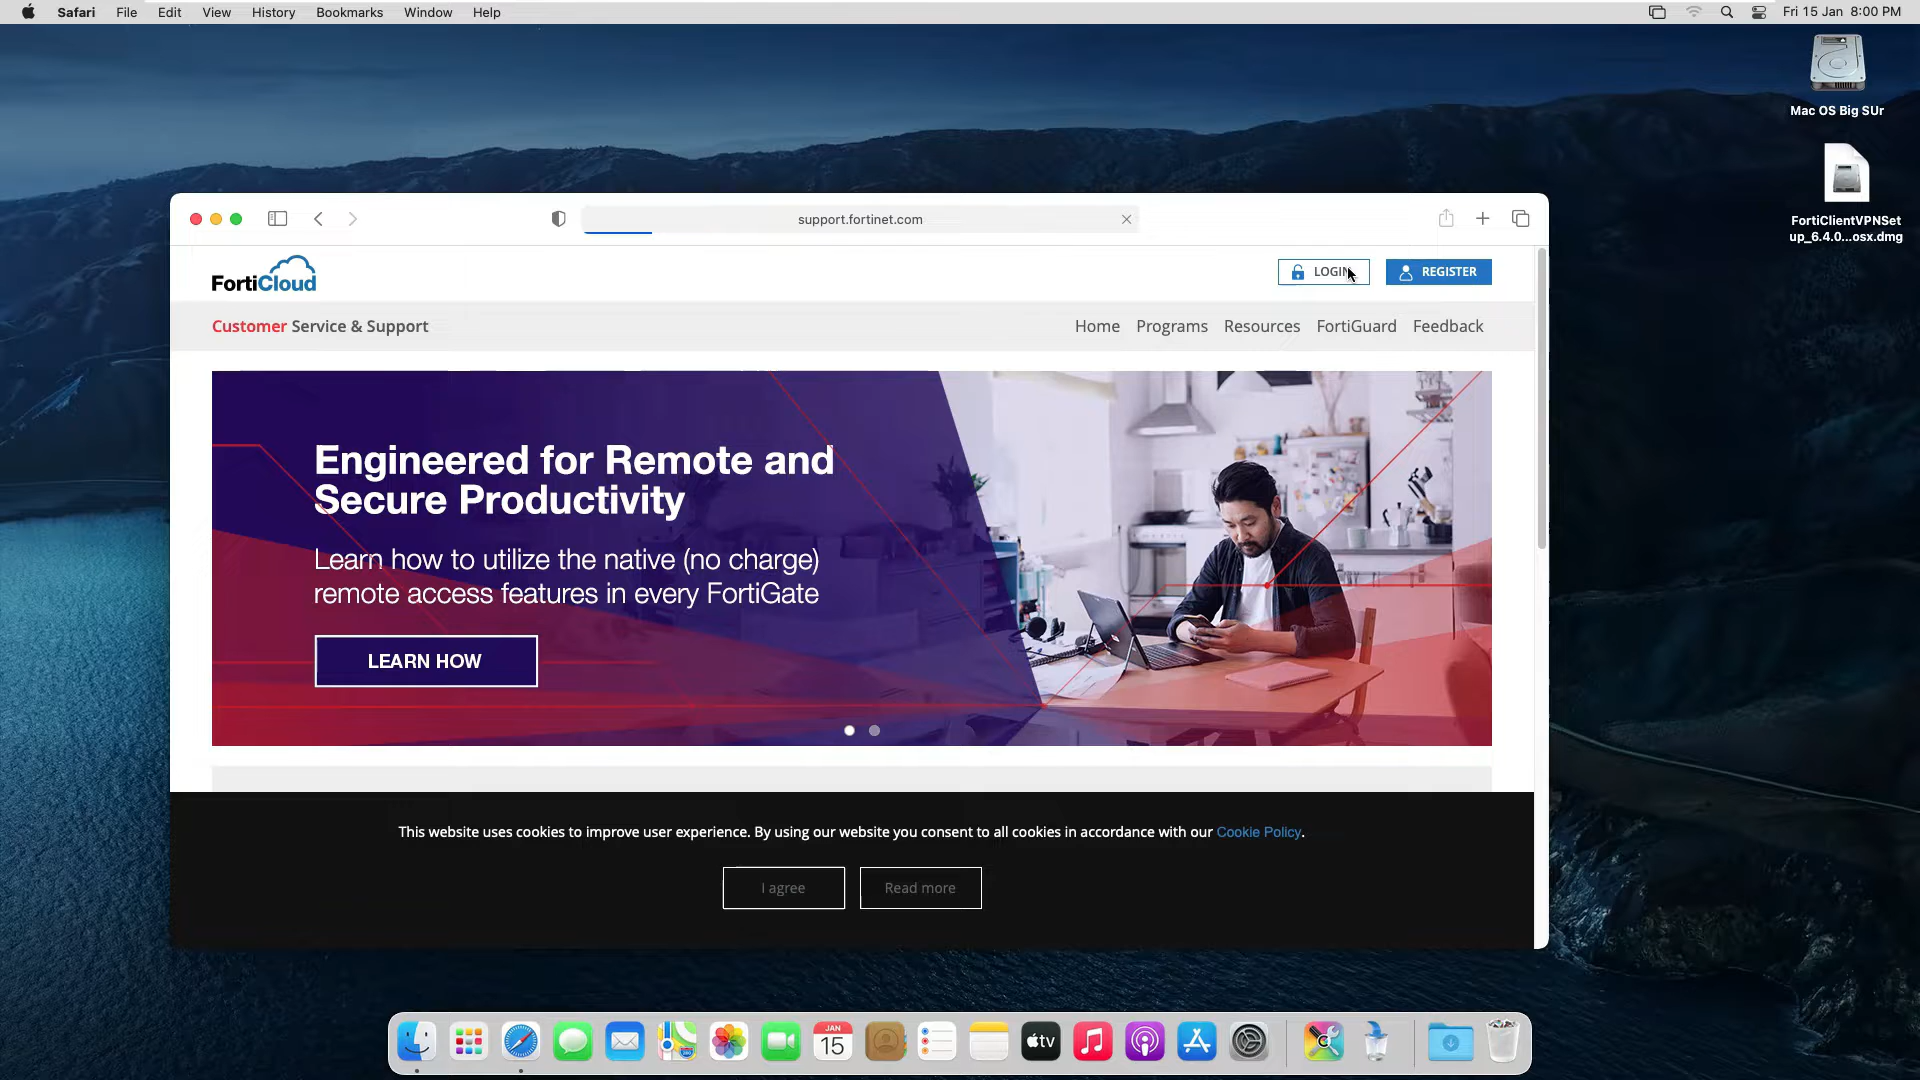 Safari File Edit View History Bookmarks Window Help Fri 15 Jan 8:00 PM
Mac OS Big SUr
FortiClientVPNSet
up_6.4.0...osx.dmg
support.fortinet.com
FortiCloud LOGIN REGISTER
Customer Service & Support Home Programs Resources FortiGuard Feedback
Engineered for Remote and
Secure Productivity
Learn how to utilize the native (no charge)
remote access features in every FortiGate
LEARN HOW
This website uses cookies to improve user experience. By using our website you consent to all cookies in accordance with our Cookie Policy.
I agree Read more
JAN
15
tv